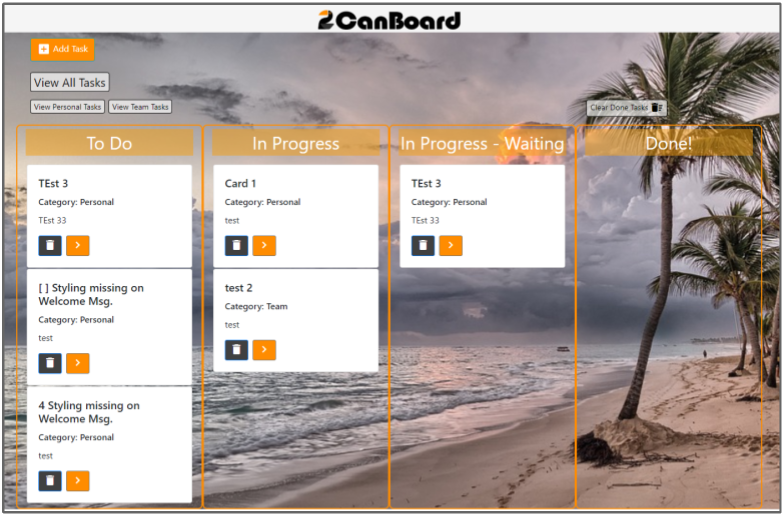 2CanBoard
Add Task
View All Tasks
View Personal Tasks
View Team Tasks
Clear Done Tasks
To Do
TEst 3
Category: Personal
TEst 33
[ ] Styling missing on
Welcome Msg.
Category: Personal
test
4 Styling missing on
Welcome Msg.
Category: Personal
test
In Progress
Card 1
Category: Personal
test
test 2
Category: Team
test
In Progress - Waiting
TEst 3
Category: Personal
TEst 33
Done!